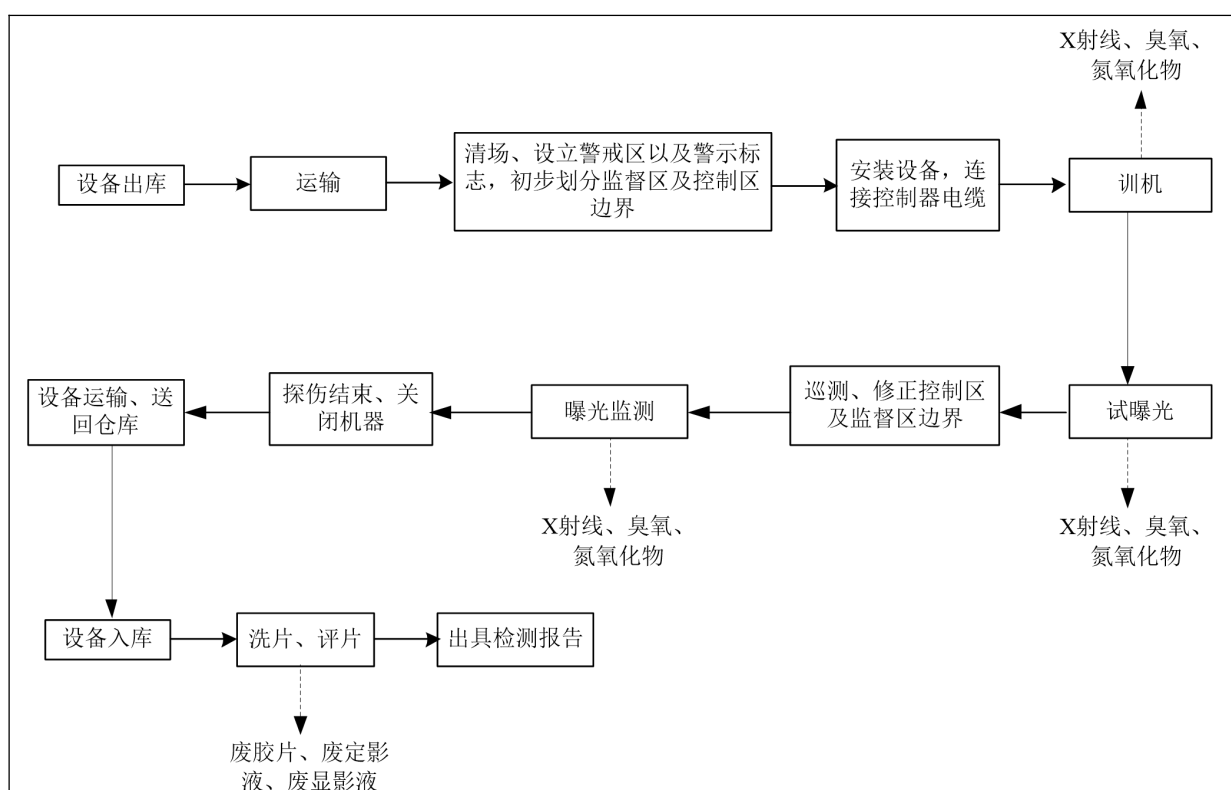 X射线、臭氧、
氮氧化物
设备出库
运输
清场、设立警戒区以及警示标
志，初步划分监督区及控制区
边界
安装设备，连
接控制器电缆
训机
设备运输、送
回仓库
探伤结束、关
闭机器
曝光监测
巡测、修正控制区
及监督区边界
试曝光
X射线、臭氧、
氮氧化物
X射线、臭氧、
氮氧化物
设备入库
洗片、评片
出具检测报告
废胶片、废定影
液、废显影液